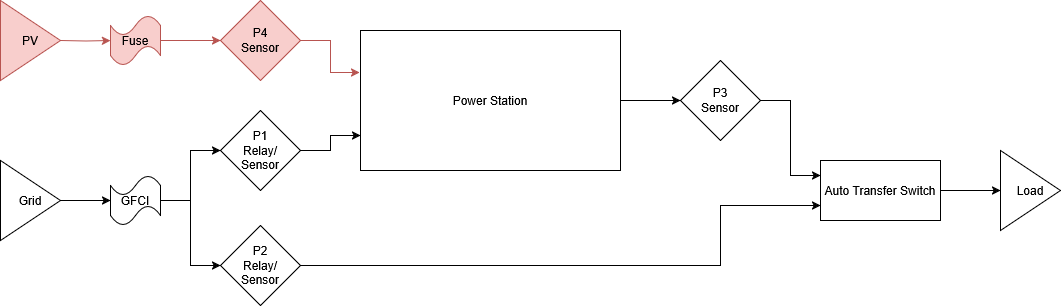 PV
Fuse
P4
Sensor
Power Station
P3
Sensor
P1
Relay/
Sensor
Grid
GFCI
Auto Transfer Switch
Load
P2
Relay/
Sensor